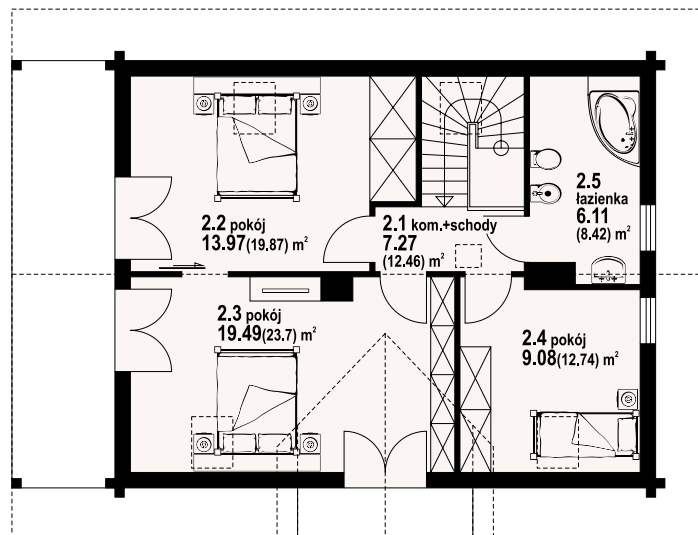 2.2 pokój
13.97(19.87) m²
2.1 kom.+schody
7.27
(12.46) m²
2.5
łazienka
6.11
(8.42) m²
2.3 pokój
19.49(23.7) m²
2.4 pokój
9.08(12,74) m²